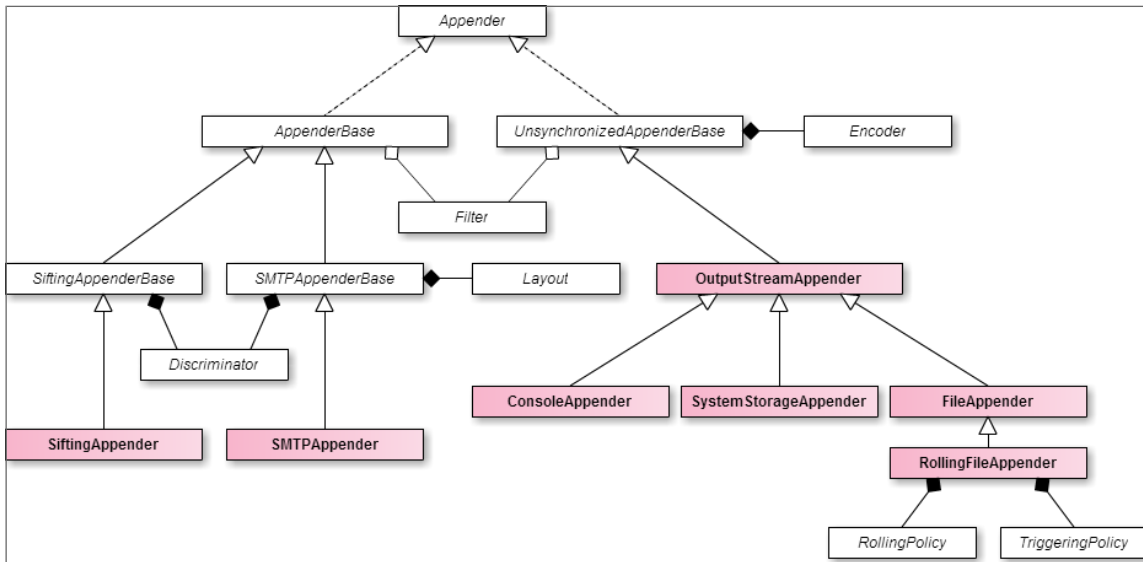 Appender
AppenderBase
UnsynchronizedAppenderBase
Encoder
Filter
SiftingAppenderBase
SMTPAppenderBase
Layout
OutputStreamAppender
Discriminator
ConsoleAppender
SystemStorageAppender
FileAppender
SiftingAppender
SMTPAppender
RollingFileAppender
RollingPolicy
TriggeringPolicy